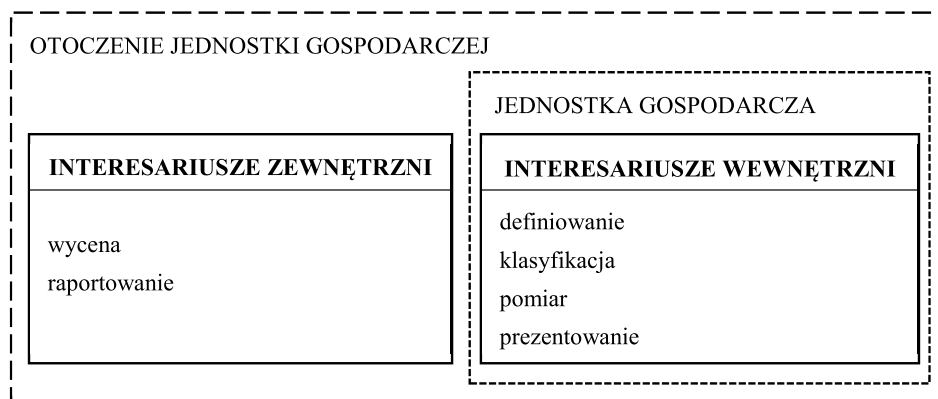 OTOCZENIE JEDNOSTKI GOSPODARCZEJ
JEDNOSTKA GOSPODARCZA
INTERESARIUSZE ZEWNĘTRZNI
wycena
raportowanie
INTERESARIUSZE WEWNĘTRZNI
definiowanie
klasyfikacja
pomiar
prezentowanie